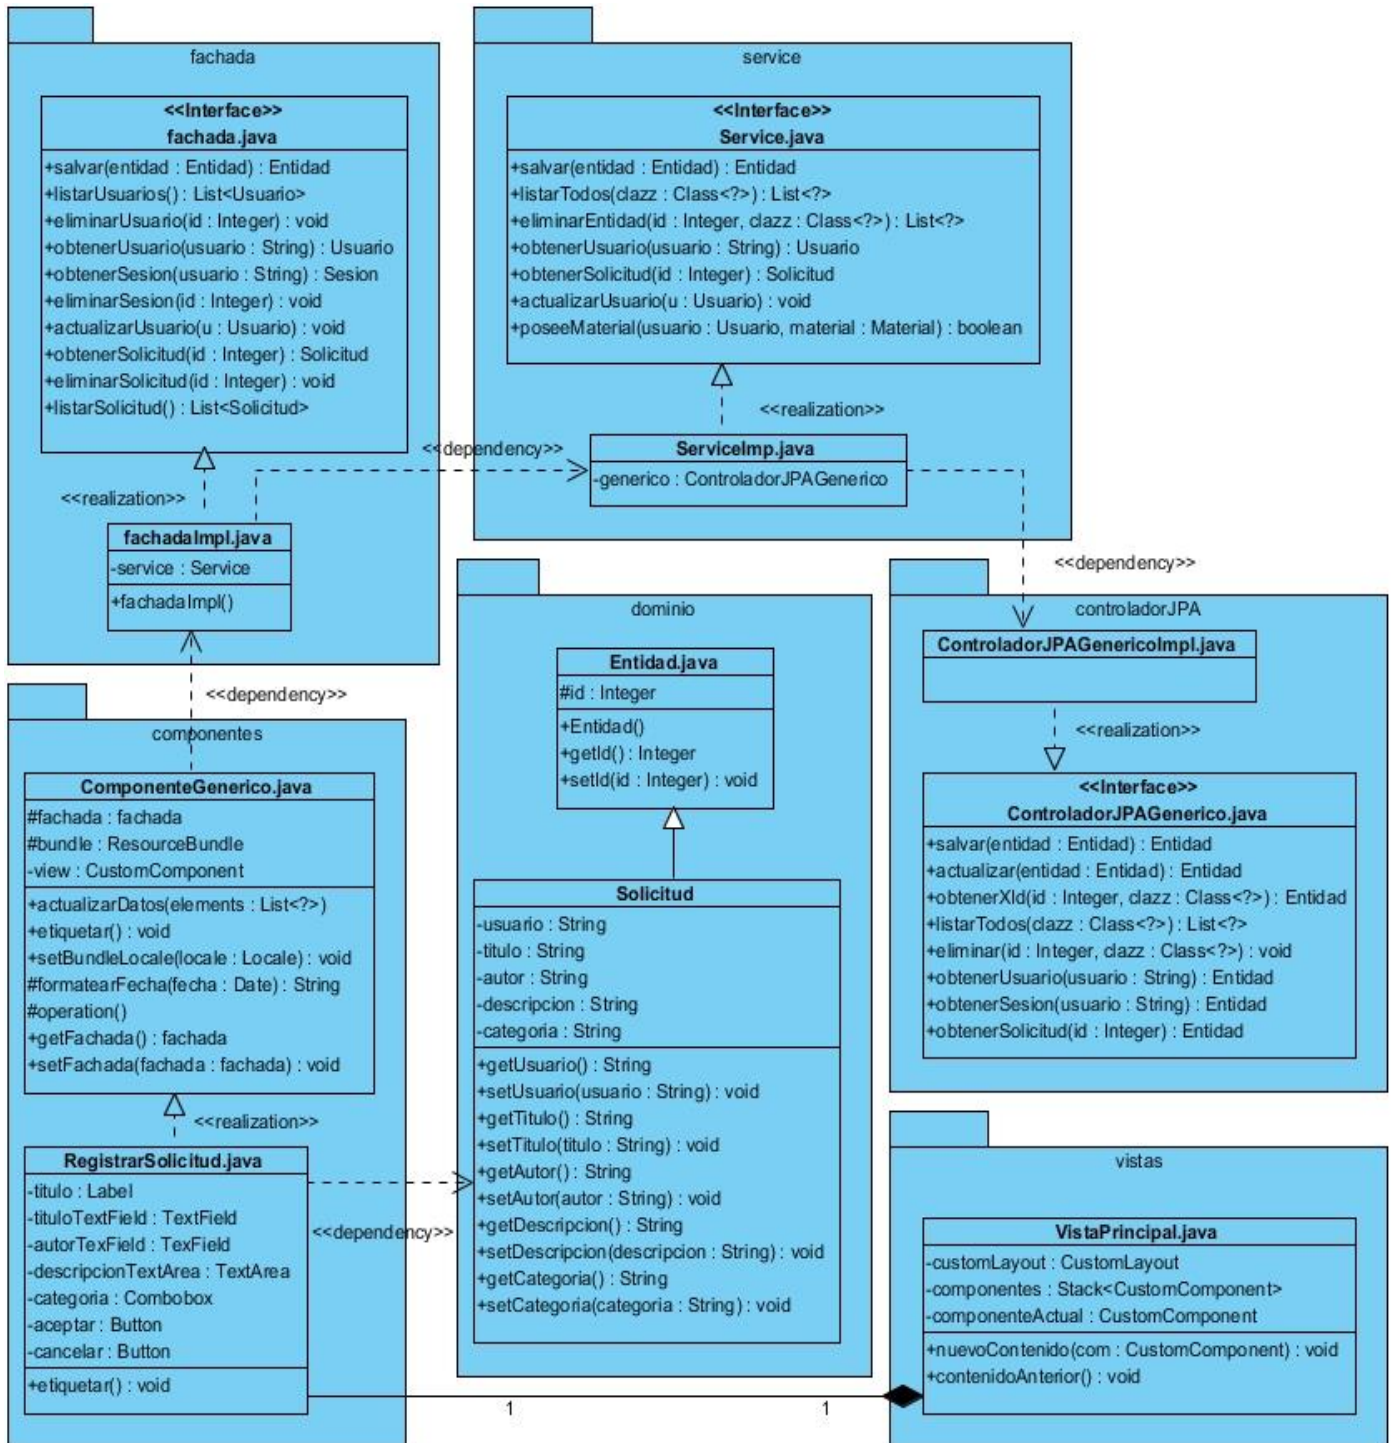 fachada
<<Interface>>
fachada.java
+salvar(entidad : Entidad) : Entidad
+listarUsuarios() : List<Usuario>
+eliminarUsuario(id : Integer) : void
+obtenerUsuario(usuario : String) : Usuario
+obtenerSesion(usuario : String) : Sesion
+eliminarSesion(id : Integer) : void
+actualizarUsuario(u : Usuario) : void
+obtenerSolicitud(id : Integer) : Solicitud
+eliminarSolicitud(id : Integer) : void
+listarSolicitud() : List<Solicitud>
<<realization>>
fachadaImpl.java
-service : Service
+fachadaImpl()
<<dependency>>
service
<<Interface>>
Service.java
+salvar(entidad : Entidad) : Entidad
+listarTodos(clazz : Class<?>) : List<?>
+eliminarEntidad(id : Integer, clazz : Class<?>) : List<?>
+obtenerUsuario(usuario : String) : Usuario
+obtenerSolicitud(id : Integer) : Solicitud
+actualizarUsuario(u : Usuario) : void
+poseeMaterial(usuario : Usuario, material : Material) : boolean
<<realization>>
ServiceImp.java
-generico : ControladorJPAGenerico
<<dependency>>
<<dependency>>
componentes
ComponenteGenerico.java
#fachada : fachada
#bundle : ResourceBundle
-view : CustomComponent
+actualizarDatos(elements : List<?>)
+etiquetar() : void
+setBundleLocale(locale : Locale) : void
#formatearFecha(fecha : Date) : String
#operation()
+getFachada() : fachada
+setFachada(fachada : fachada) : void
<<realization>>
RegistrarSolicitud.java
-titulo : Label
-tituloTextField : TextField
-autorTexField : TexField
-descripcionTextArea : TextArea
-categoria : Combobox
-aceptar : Button
-cancelar : Button
+etiquetar() : void
<<dependency>>
dominio
Entidad.java
#id : Integer
+Entidad()
+getId() : Integer
+setId(id : Integer) : void
Solicitud
-usuario : String
-titulo : String
-autor : String
-descripcion : String
-categoria : String
+getUsuario() : String
+setUsuario(usuario : String) : void
+getTitulo() : String
+setTitulo(titulo : String) : void
+getAutor() : String
+setAutor(autor : String) : void
+getDescripcion() : String
+setDescripcion(descripcion : String) : void
+getCategoria() : String
+setCategoria(categoria : String) : void
controladorJPA
ControladorJPAGenericoImpl.java
<<realization>>
<<Interface>>
ControladorJPAGenerico.java
+salvar(entidad : Entidad) : Entidad
+actualizar(entidad : Entidad) : Entidad
+obtenerXId(id : Integer, clazz : Class<?>) : Entidad
+listarTodos(clazz : Class<?>) : List<?>
+eliminar(id : Integer, clazz : Class<?>) : void
+obtenerUsuario(usuario : String) : Entidad
+obtenerSesion(usuario : String) : Entidad
+obtenerSolicitud(id : Integer) : Entidad
vistas
VistaPrincipal.java
-customLayout : CustomLayout
-componentes : Stack<CustomComponent>
-componenteActual : CustomComponent
+nuevoContenido(com : CustomComponent) : void
+contenidoAnterior() : void
1
1